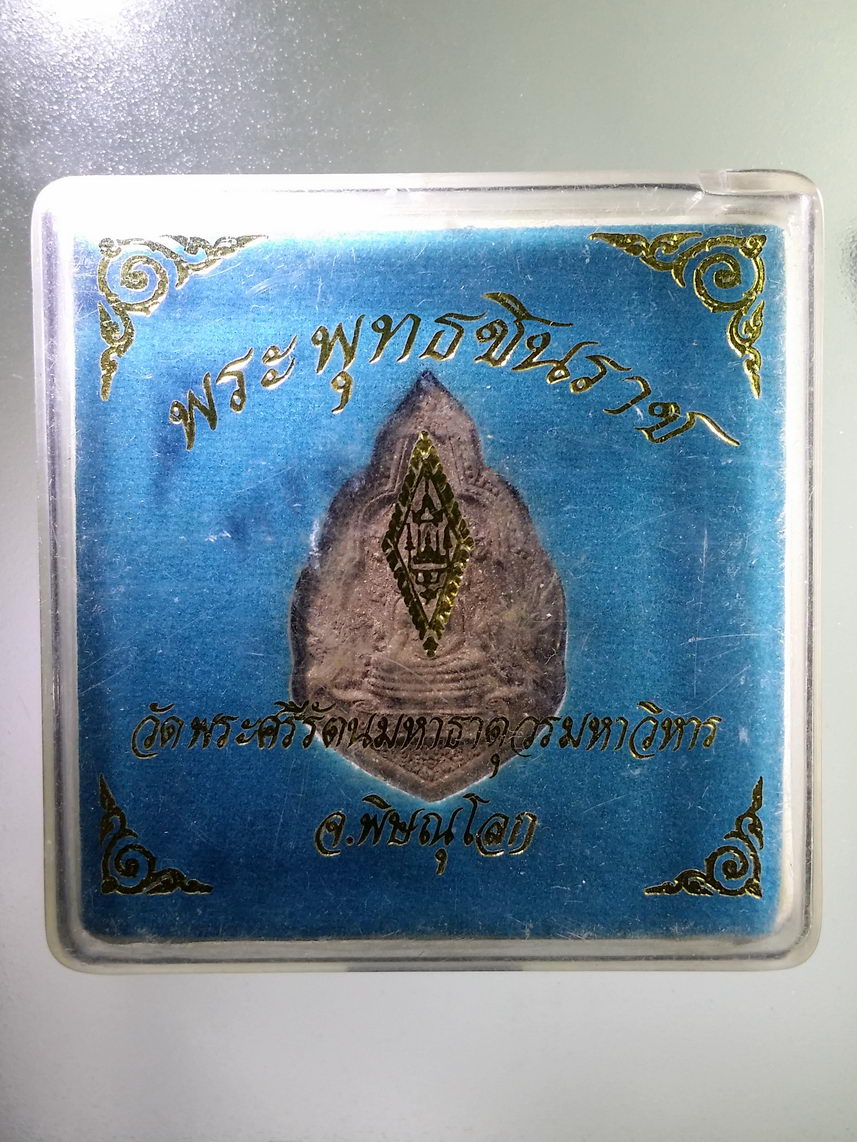 พระพุทธชินราช
วัดพระศรีรัตนมหาธาตุวรมหาวิหาร
จ.พิษณุโลก